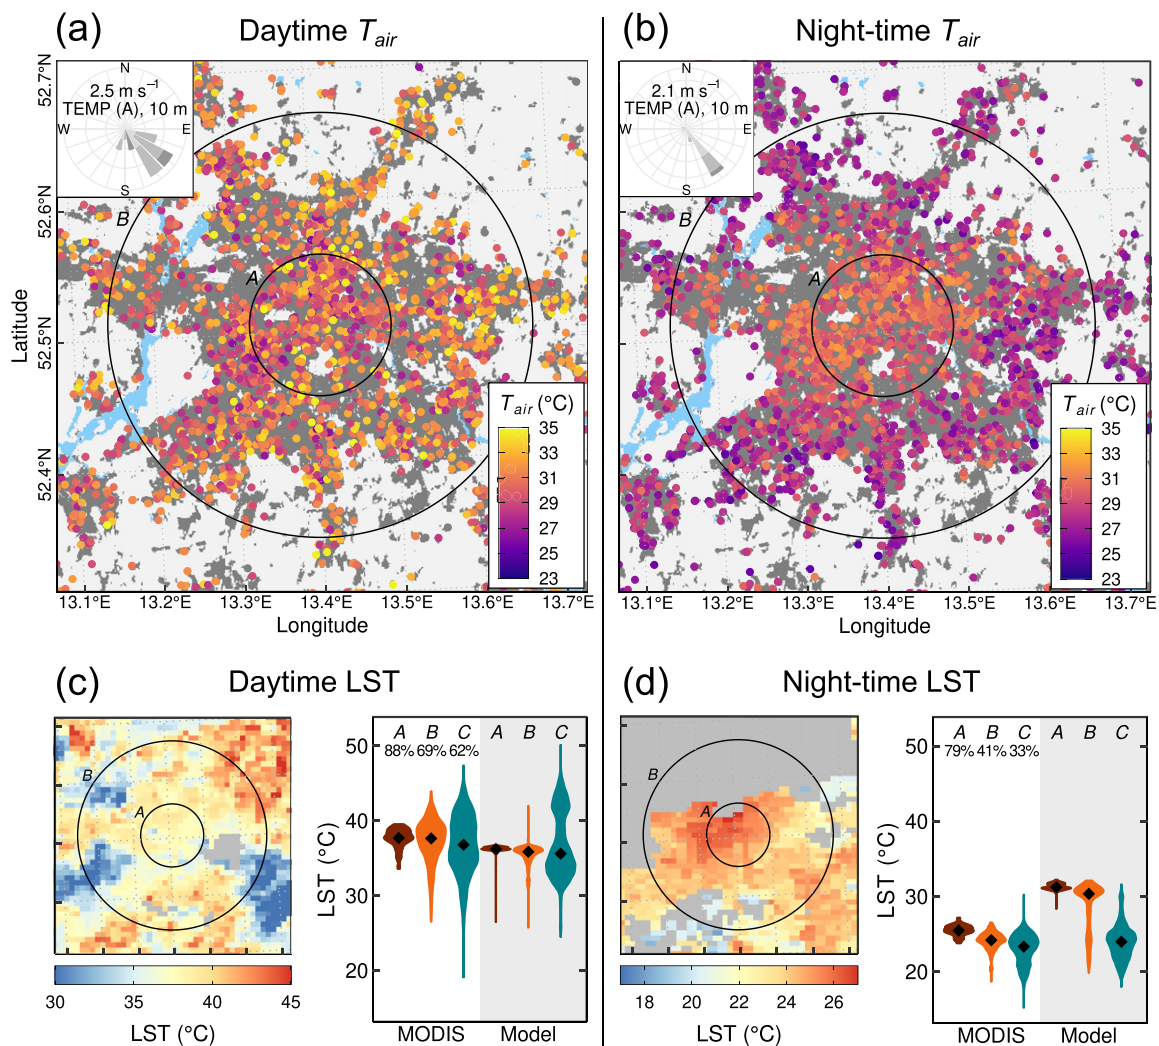 (a) Daytime T_air
52.7°N
52.6°N
52.5°N
52.4°N
Latitude
N
2.5 m s⁻¹
TEMP (A), 10 m
W E
S
B
A
T_air (°C)
35
33
31
29
27
25
23
13.1°E 13.2°E 13.3°E 13.4°E 13.5°E 13.6°E 13.7°E
Longitude
(b) Night-time T_air
N
2.1 m s⁻¹
TEMP (A), 10 m
W E
S
B
A
T_air (°C)
35
33
31
29
27
25
23
13.1°E 13.2°E 13.3°E 13.4°E 13.5°E 13.6°E 13.7°E
Longitude
(c) Daytime LST
B
A
30 35 40 45
LST (°C)
A B C A B C
88% 69% 62%
50
40
30
20
LST (°C)
MODIS Model
(d) Night-time LST
B
A
18 20 22 24 26
LST (°C)
A B C A B C
79% 41% 33%
50
40
30
20
LST (°C)
MODIS Model